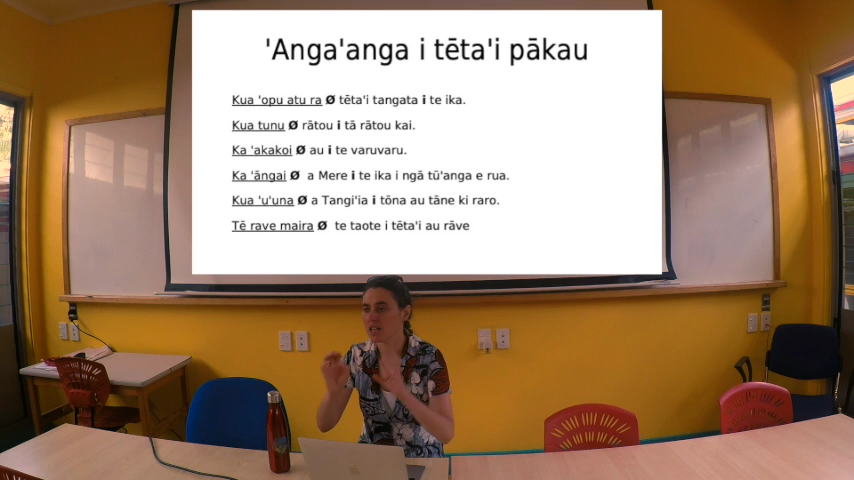 'Anga'anga i tēta'i pākau
Kua 'opu atu ra Ø tēta'i tangata i te ika.
Kua tunu Ø rātou i tā rātou kai.
Ka 'akakoi Ø au i te varuvaru.
Ka 'āngai Ø a Mere i te ika i ngā tū'anga e rua.
Kua 'u'una Ø a Tangi'ia i tōna au tāne ki raro.
Tē rave maira Ø te taote i tēta'i au rāve